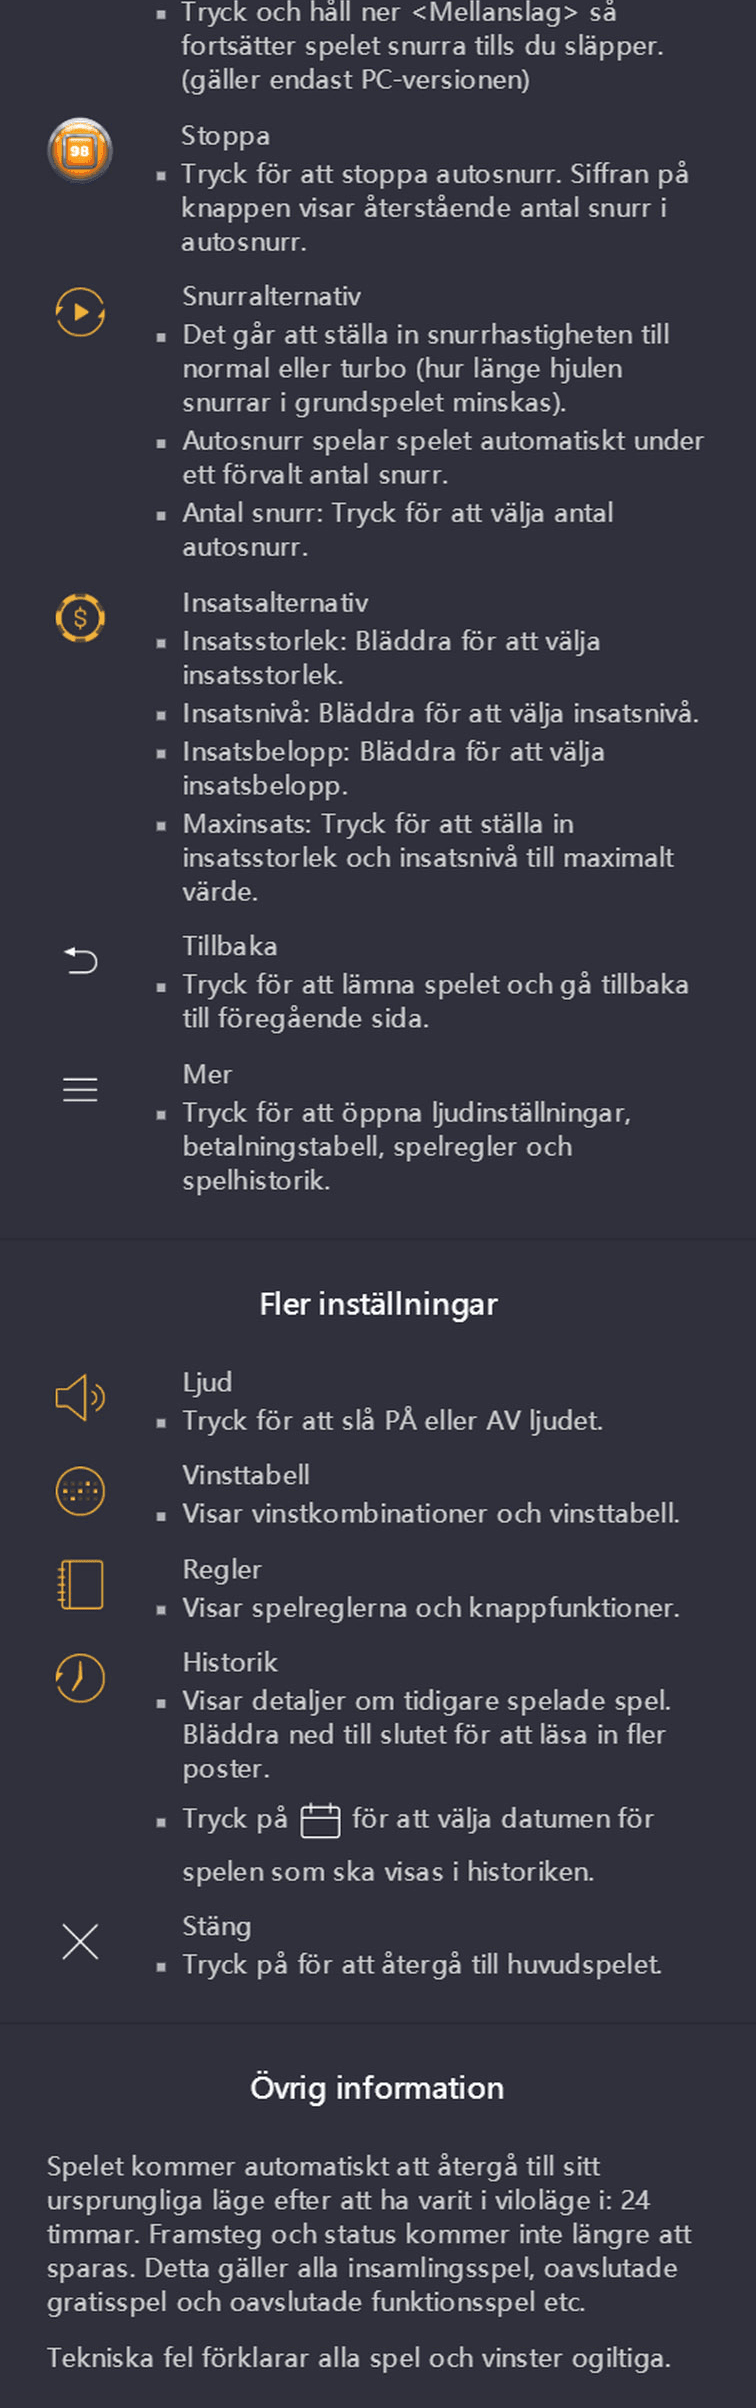 ▪ Tryck och håll ner <Mellanslag> så
fortsätter spelet snurra tills du släpper.
(gäller endast PC-versionen)
98
Stoppa
▪ Tryck för att stoppa autosnurr. Siffran på
knappen visar återstående antal snurr i
autosnurr.
Snurralternativ
▪ Det går att ställa in snurrhastigheten till
normal eller turbo (hur länge hjulen
snurrar i grundspelet minskas).
▪ Autosnurr spelar spelet automatiskt under
ett förvalt antal snurr.
▪ Antal snurr: Tryck för att välja antal
autosnurr.
$
Insatsalternativ
▪ Insatsstorlek: Bläddra för att välja
insatsstorlek.
▪ Insatsnivå: Bläddra för att välja insatsnivå.
▪ Insatsbelopp: Bläddra för att välja
insatsbelopp.
▪ Maxinsats: Tryck för att ställa in
insatsstorlek och insatsnivå till maximalt
värde.
Tillbaka
▪ Tryck för att lämna spelet och gå tillbaka
till föregående sida.
Mer
▪ Tryck för att öppna ljudinställningar,
betalningstabell, spelregler och
spelhistorik.
Fler inställningar
Ljud
▪ Tryck för att slå PÅ eller AV ljudet.
Vinsttabell
▪ Visar vinstkombinationer och vinsttabell.
Regler
▪ Visar spelreglerna och knappfunktioner.
Historik
▪ Visar detaljer om tidigare spelade spel.
Bläddra ned till slutet för att läsa in fler
poster.
▪ Tryck på för att välja datumen för
spelen som ska visas i historiken.
Stäng
▪ Tryck på för att återgå till huvudspelet.
Övrig information
Spelet kommer automatiskt att återgå till sitt
ursprungliga läge efter att ha varit i viloläge i: 24
timmar. Framsteg och status kommer inte längre att
sparas. Detta gäller alla insamlingsspel, oavslutade
gratisspel och oavslutade funktionsspel etc.
Tekniska fel förklarar alla spel och vinster ogiltiga.